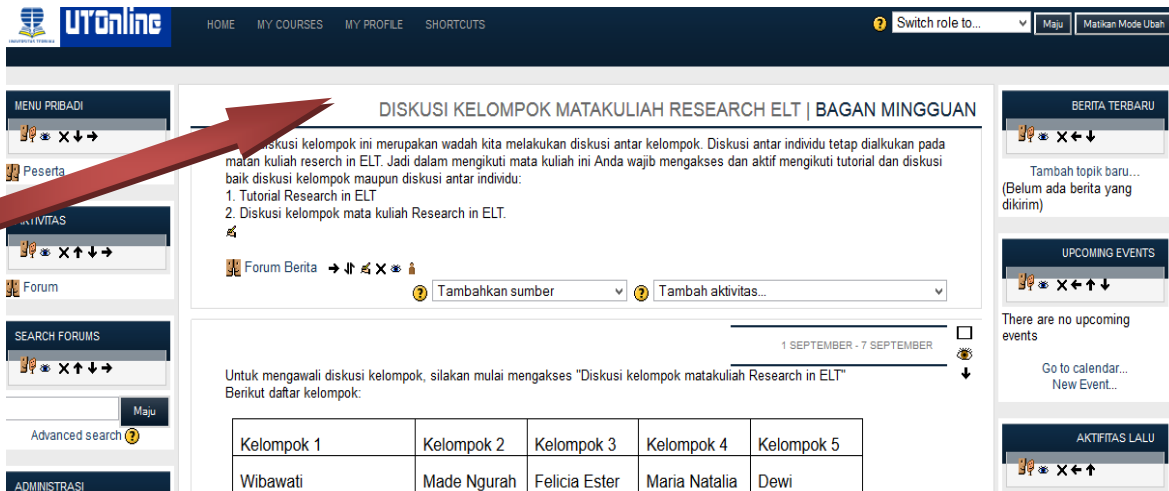 UTOnline
UNIVERSITAS TERBUKA
HOME MY COURSES MY PROFILE SHORTCUTS
Switch role to... Maju Matikan Mode Ubah
MENU PRIBADI
Peserta
AKTIVITAS
Forum
SEARCH FORUMS
Maju
Advanced search
ADMINISTRASI
DISKUSI KELOMPOK MATAKULIAH RESEARCH ELT | BAGAN MINGGUAN
diskusi kelompok ini merupakan wadah kita melakukan diskusi antar kelompok. Diskusi antar individu tetap dialkukan pada
matan kuliah reserch in ELT. Jadi dalam mengikuti mata kuliah ini Anda wajib mengakses dan aktif mengikuti tutorial dan diskusi
baik diskusi kelompok maupun diskusi antar individu:
1. Tutorial Research in ELT
2. Diskusi kelompok mata kuliah Research in ELT.
Forum Berita
Tambahkan sumber Tambah aktivitas...
1 SEPTEMBER - 7 SEPTEMBER
Untuk mengawali diskusi kelompok, silakan mulai mengakses "Diskusi kelompok matakuliah Research in ELT"
Berikut daftar kelompok:
Kelompok 1 Kelompok 2 Kelompok 3 Kelompok 4 Kelompok 5
Wibawati Made Ngurah Felicia Ester Maria Natalia Dewi
BERITA TERBARU
Tambah topik baru...
(Belum ada berita yang
dikirim)
UPCOMING EVENTS
There are no upcoming
events
Go to calendar...
New Event...
AKTIFITAS LALU